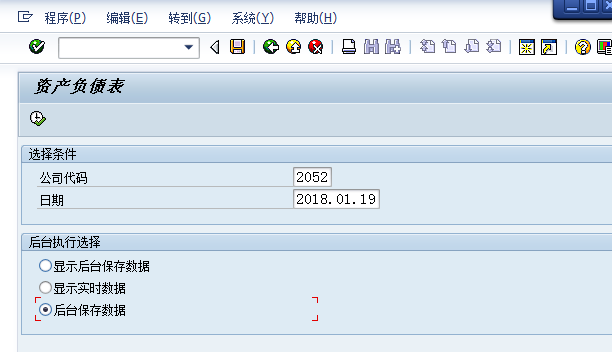 程序(P) 编辑(E) 转到(G) 系统(Y) 帮助(H)
资产负债表
选择条件
公司代码 2052
日期 2018.01.19
后台执行选择
显示后台保存数据
显示实时数据
后台保存数据